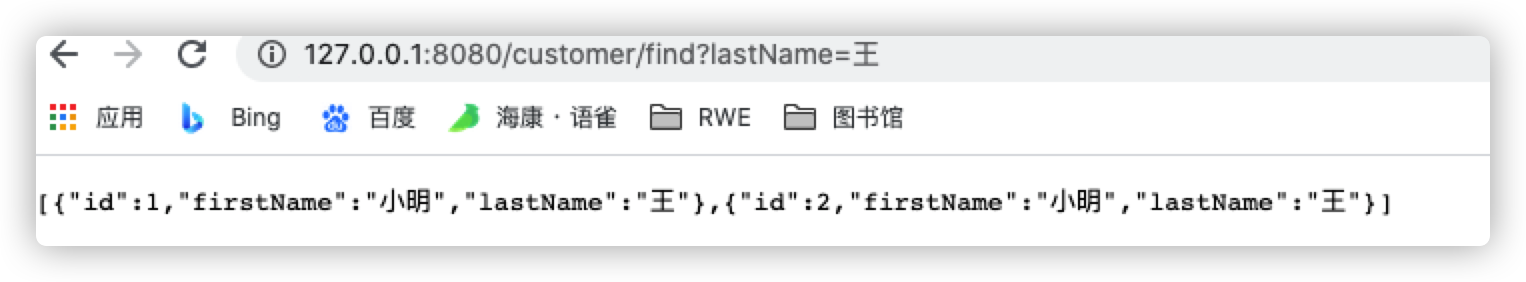 127.0.0.1:8080/customer/find?lastName=王
应用 Bing 百度 海康 · 语雀 RWE 图书馆
[{"id":1,"firstName":"小明","lastName":"王"},{"id":2,"firstName":"小明","lastName":"王"}]